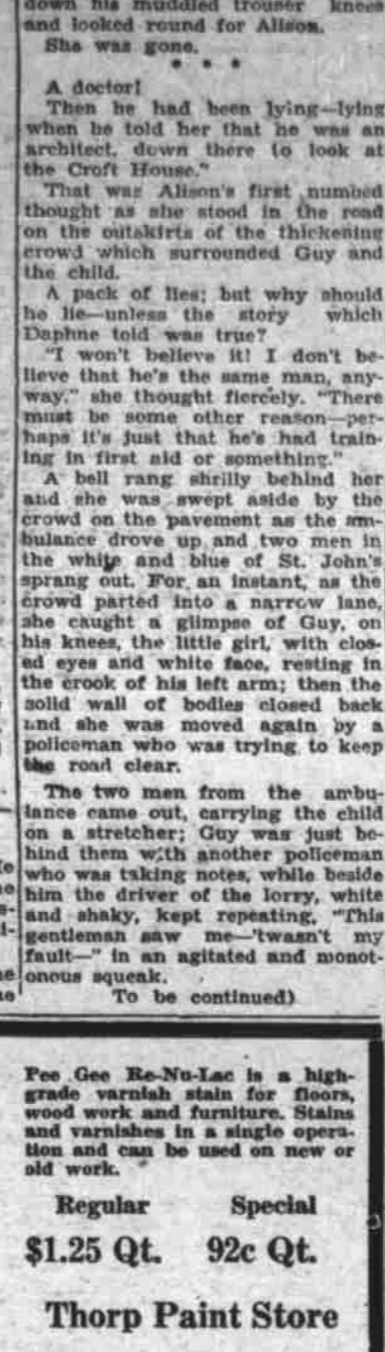 down his muddied trouser knees
and looked round for Alison.
She was gone.
* * *
A doctor!
Then he had been lying—lying
when he told her that he was an
architect, down there to look at
the Croft House."
That was Alison's first numbed
thought as she stood in the road
on the outskirts of the thickening
crowd which surrounded Guy and
the child.
A pack of lies; but why should
he lie—unless the story which
Daphne told was true?
"I won't believe it! I don't be-
lieve that he's the same man, any-
way," she thought fiercely. "There
must be some other reason—per-
haps it's just that he's had train-
ing in first aid or something."
A bell rang shrilly behind her
and she was swept aside by the
crowd on the pavement as the am-
bulance drove up and two men in
the white and blue of St. John's
sprang out. For an instant, as the
crowd parted into a narrow lane,
she caught a glimpse of Guy, on
his knees, the little girl, with clos-
ed eyes and white face, resting in
the crook of his left arm; then the
solid wall of bodies closed back
and she was moved again by a
policeman who was trying to keep
the road clear.
The two men from the ambu-
lance came out, carrying the child
on a stretcher; Guy was just be-
hind them with another policeman
who was taking notes, while beside
him the driver of the lorry, white
and shaky, kept repeating, "This
gentleman saw me—'twasn't my
fault—" in an agitated and monot-
onous squeak.
To be continued)
Pee Gee Re-Nu-Lac is a high-
grade varnish stain for floors,
wood work and furniture. Stains
and varnishes in a single opera-
tion and can be used on new or
old work.
Regular Special
$1.25 Qt. 92c Qt.
Thorp Paint Store